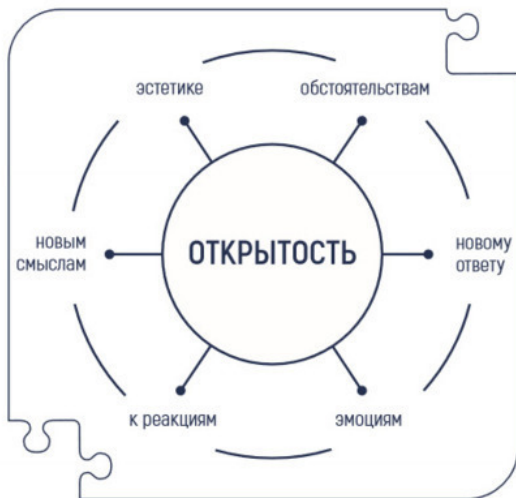 эстетике
обстоятельствам
новым
смыслам
ОТКРЫТОСТЬ
новому
ответу
к реакциям
эмоциям